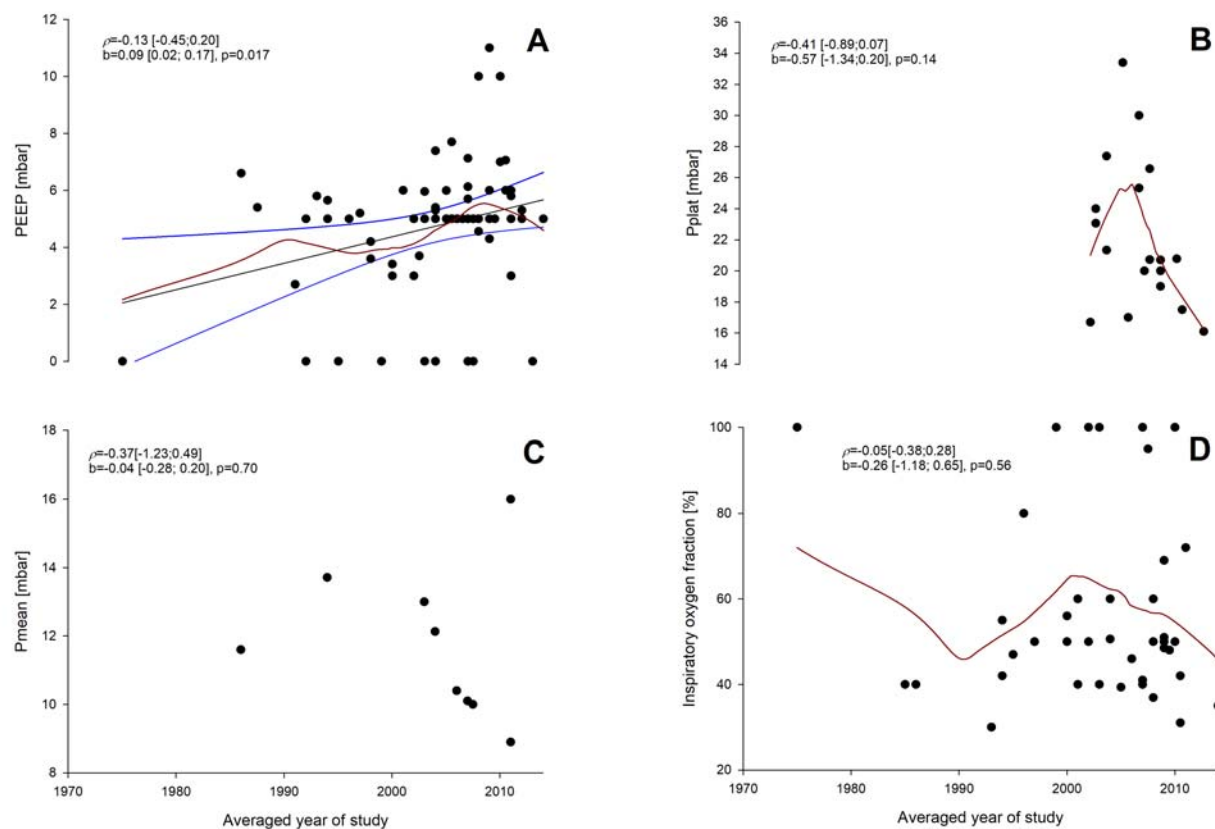 A
ρ=-0.13 [-0.45;0.20]
b=0.09 [0.02; 0.17], p=0.017
PEEP [mbar]
12
10
8
6
4
2
0
B
ρ=-0.41 [-0.89;0.07]
b=-0.57 [-1.34;0.20], p=0.14
Pplat [mbar]
36
34
32
30
28
26
24
22
20
18
16
14
C
ρ=-0.37[-1.23;0.49]
b=-0.04 [-0.28; 0.20], p=0.70
Pmean [mbar]
18
16
14
12
10
8
1970
1980
1990
2000
2010
Averaged year of study
D
ρ=-0.05[-0.38;0.28]
b=-0.26 [-1.18; 0.65], p=0.56
Inspiratory oxygen fraction [%]
100
80
60
40
20
1970
1980
1990
2000
2010
Averaged year of study